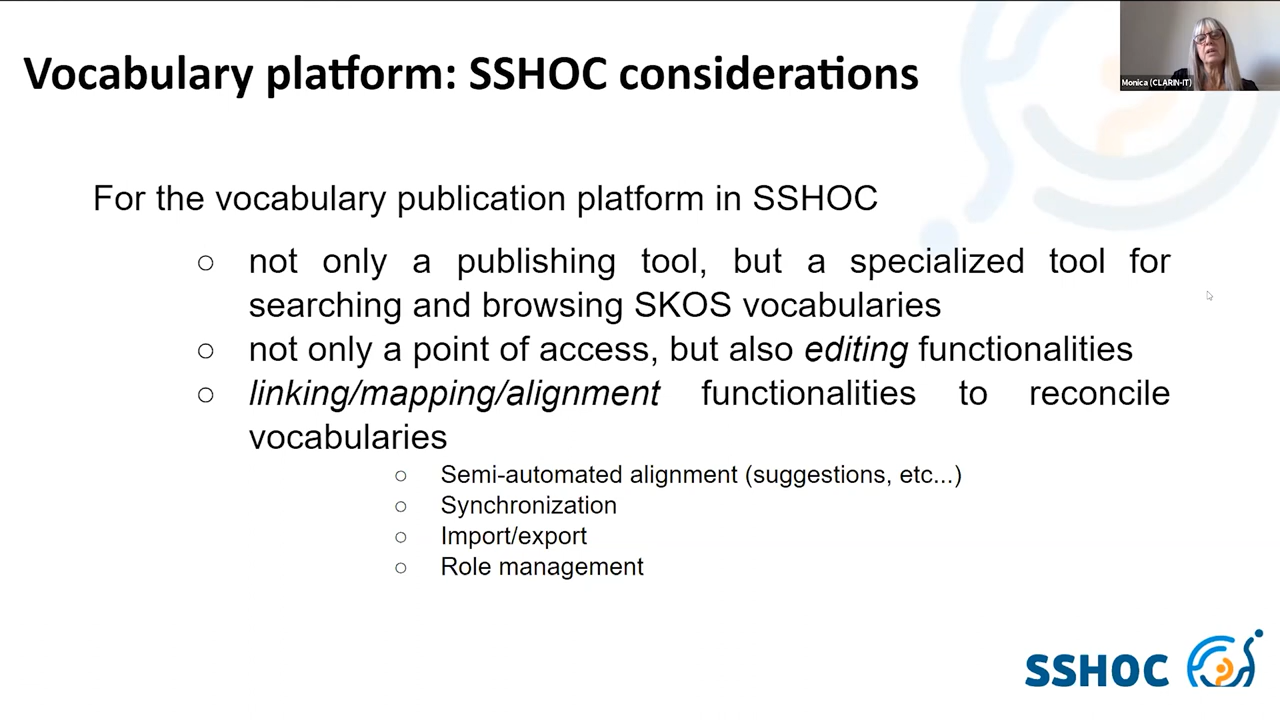 Vocabulary platform: SSHOC considerations
Monica (CLARIN-IT)
For the vocabulary publication platform in SSHOC
○ not only a publishing tool, but a specialized tool for
searching and browsing SKOS vocabularies
○ not only a point of access, but also editing functionalities
○ linking/mapping/alignment functionalities to reconcile
vocabularies
○ Semi-automated alignment (suggestions, etc...)
○ Synchronization
○ Import/export
○ Role management
SSHOC